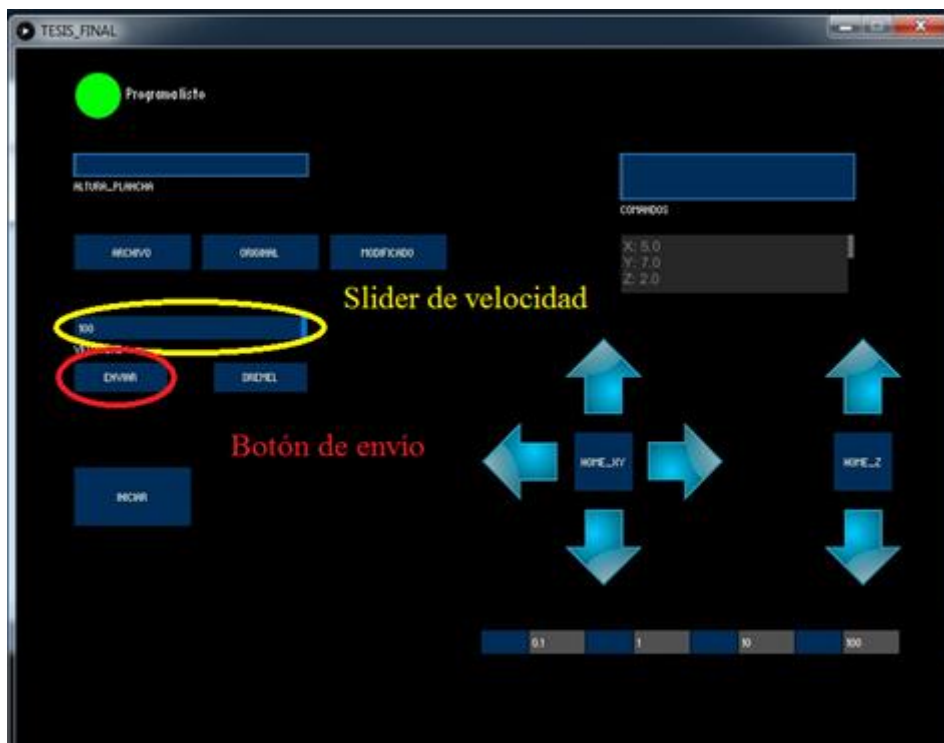 TESIS_FINAL
Programa listo
ALTURA_PLANCHA
COMANDOS
ARCHIVO
ORIGINAL
MODIFICADO
X: 5.0
Y: 7.0
Z: 2.0
Slider de velocidad
100
ENVIAR
DREMEL
Botón de envio
HOME_XY
HOME_Z
INICIAR
0.1
1
10
100